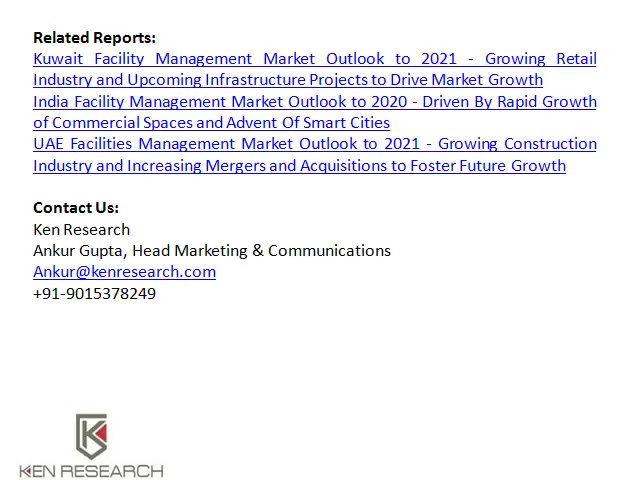 Related Reports:
Kuwait Facility Management Market Outlook to 2021 - Growing Retail
Industry and Upcoming Infrastructure Projects to Drive Market Growth
India Facility Management Market Outlook to 2020 - Driven By Rapid Growth
of Commercial Spaces and Advent Of Smart Cities
UAE Facilities Management Market Outlook to 2021 - Growing Construction
Industry and Increasing Mergers and Acquisitions to Foster Future Growth
Contact Us:
Ken Research
Ankur Gupta, Head Marketing & Communications
Ankur@kenresearch.com
+91-9015378249
KEN RESEARCH